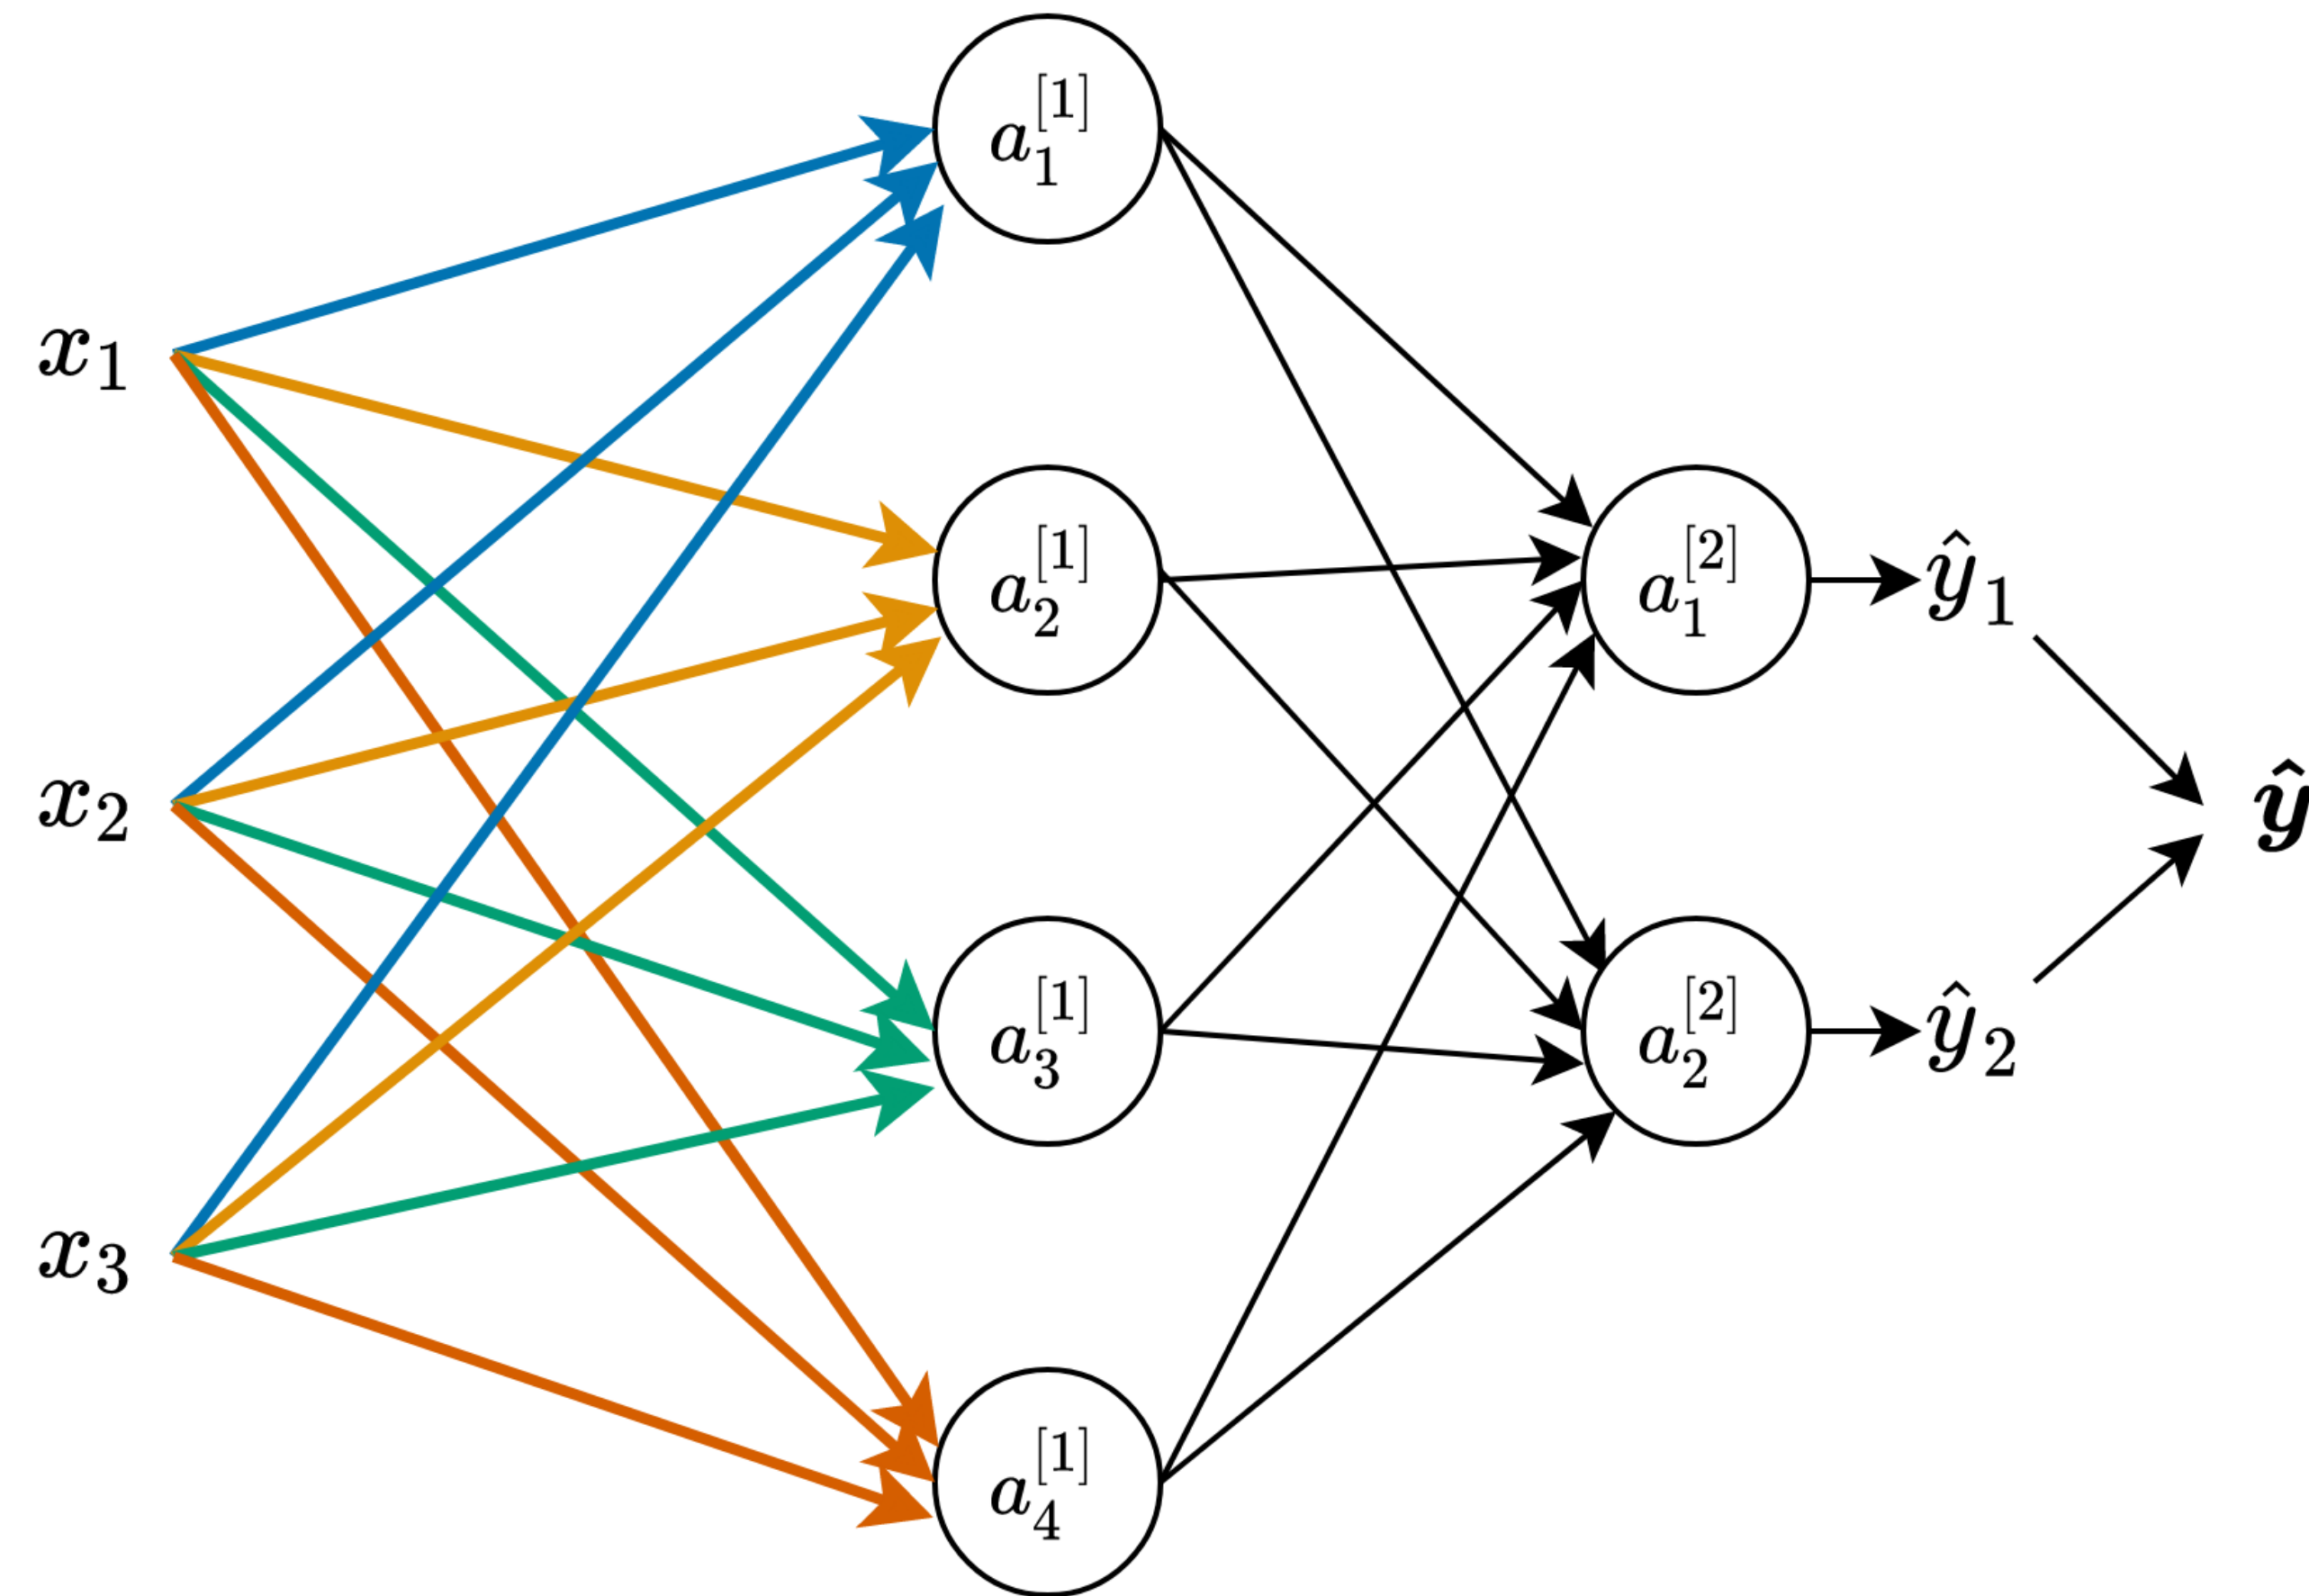 x₁
x₂
x₃
a₁^[1]
a₂^[1]
a₃^[1]
a₄^[1]
a₁^[2]
a₂^[2]
ŷ₁
ŷ₂
ŷ